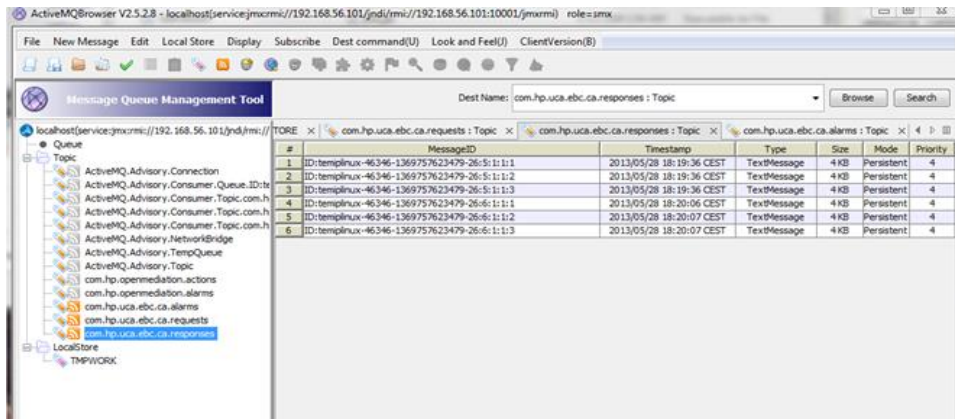 ActiveMQBrowser V2.5.2.8 - localhost(service:jmx:rmi://192.168.56.101/jndi/rmi://192.168.56.101:10001/jmxrmi) role=smx
File New Message Edit Local Store Display Subscribe Dest command(U) Look and Feel(J) ClientVersion(B)
Message Queue Management Tool
Dest Name: com.hp.uca.ebc.ca.responses : Topic Browse Search
localhost(service:jmx:rmi://192.168.56.101/jndi/rmi://
TORE × com.hp.uca.ebc.ca.requests : Topic × com.hp.uca.ebc.ca.responses : Topic × com.hp.uca.ebc.ca.alarms : Topic ×
Queue
Topic
ActiveMQ.Advisory.Connection
ActiveMQ.Advisory.Consumer.Queue.ID:te
ActiveMQ.Advisory.Consumer.Topic.com.h
ActiveMQ.Advisory.Consumer.Topic.com.h
ActiveMQ.Advisory.Consumer.Topic.com.h
ActiveMQ.Advisory.NetworkBridge
ActiveMQ.Advisory.TempQueue
ActiveMQ.Advisory.Topic
com.hp.openmediation.actions
com.hp.openmediation.alarms
com.hp.uca.ebc.ca.alarms
com.hp.uca.ebc.ca.requests
com.hp.uca.ebc.ca.responses
LocalStore
TMPWORK
# MessageID Timestamp Type Size Mode Priority
1 ID:templinux-46346-1369757623479-26:5:1:1:1 2013/05/28 18:19:36 CEST TextMessage 4 KB Persistent 4
2 ID:templinux-46346-1369757623479-26:5:1:1:2 2013/05/28 18:19:36 CEST TextMessage 4 KB Persistent 4
3 ID:templinux-46346-1369757623479-26:5:1:1:3 2013/05/28 18:19:36 CEST TextMessage 4 KB Persistent 4
4 ID:templinux-46346-1369757623479-26:6:1:1:1 2013/05/28 18:20:06 CEST TextMessage 4 KB Persistent 4
5 ID:templinux-46346-1369757623479-26:6:1:1:2 2013/05/28 18:20:07 CEST TextMessage 4 KB Persistent 4
6 ID:templinux-46346-1369757623479-26:6:1:1:3 2013/05/28 18:20:07 CEST TextMessage 4 KB Persistent 4